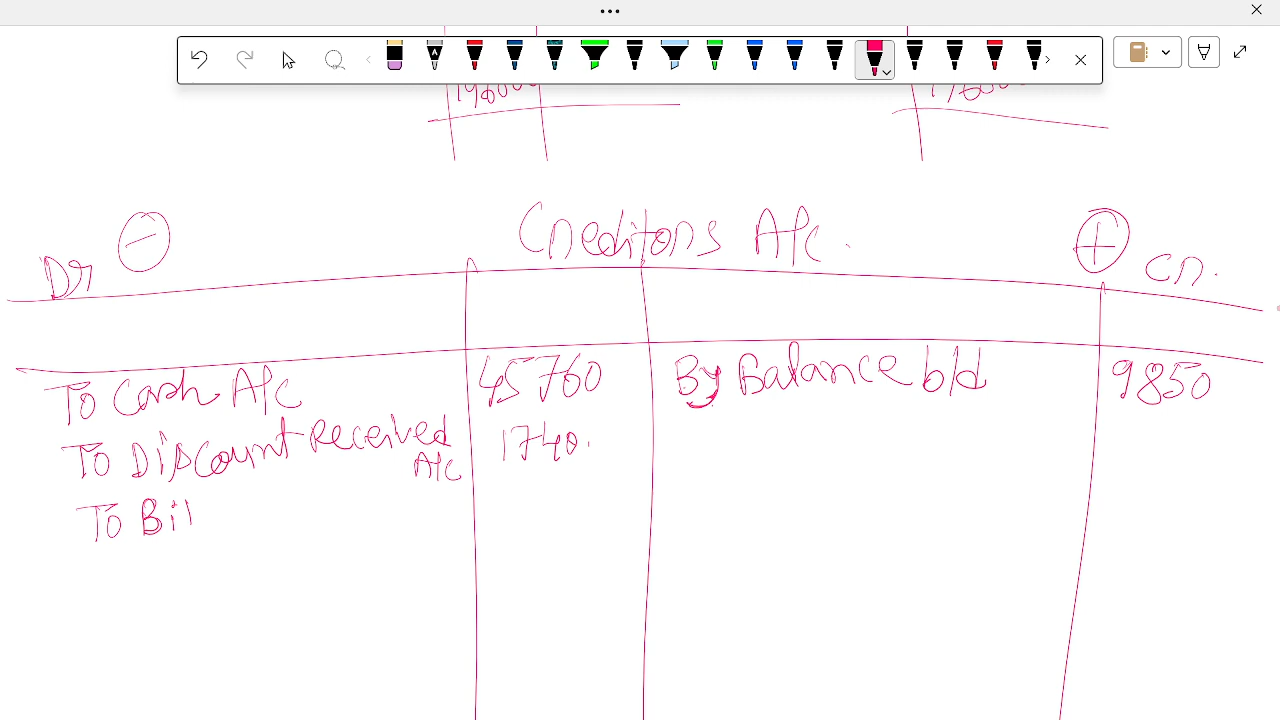 Creditors A/c.
Dr
Cr.
To Cash A/c 45760 By Balance b/d 9850
To Discount Received A/c 1740.
To Bil